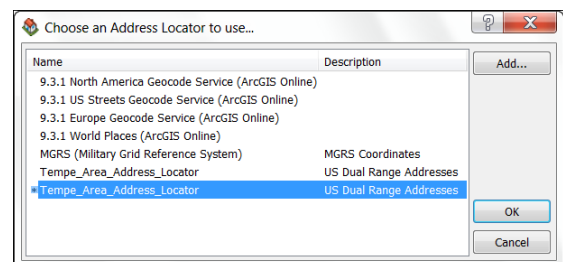 Choose an Address Locator to use...
Name Description Add...
9.3.1 North America Geocode Service (ArcGIS Online)
9.3.1 US Streets Geocode Service (ArcGIS Online)
9.3.1 Europe Geocode Service (ArcGIS Online)
9.3.1 World Places (ArcGIS Online)
MGRS (Military Grid Reference System) MGRS Coordinates
Tempe_Area_Address_Locator US Dual Range Addresses
Tempe_Area_Address_Locator US Dual Range Addresses
OK
Cancel